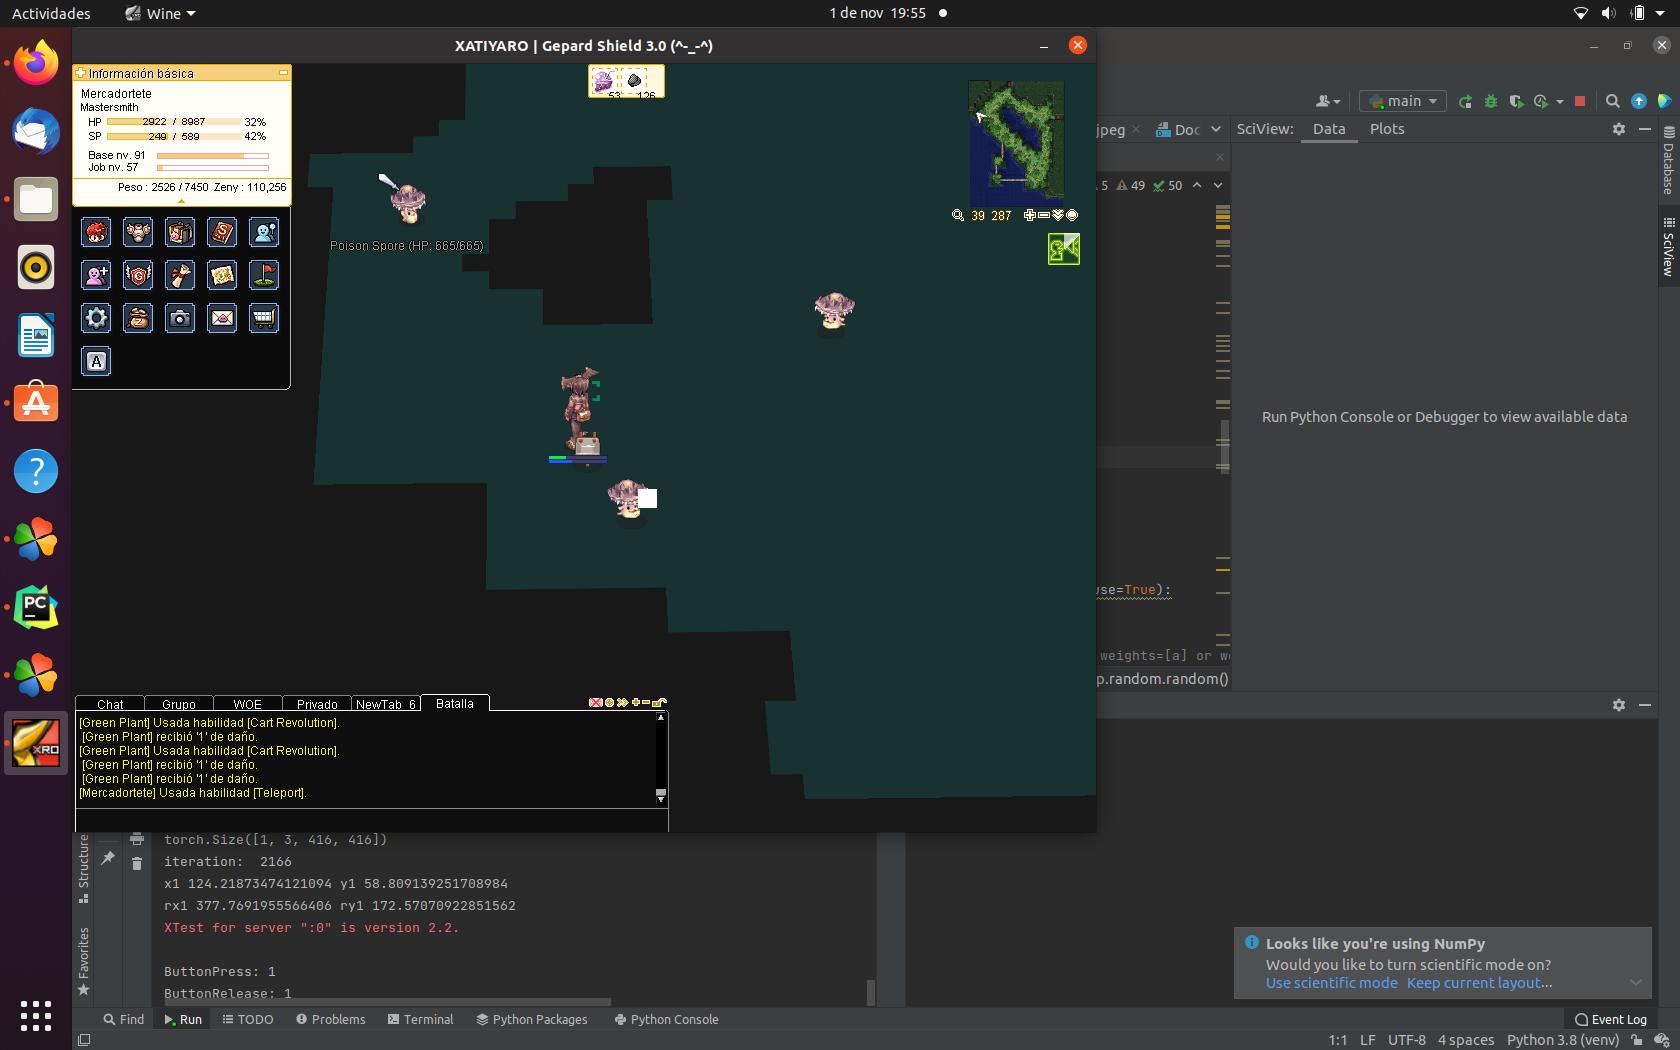 Actividades
Wine
1 de nov 19:55
XATIYARO | Gepard Shield 3.0 (^-_-^)
Información básica
Mercadortete
Mastersmith
HP 2922 / 8987 32%
SP 249 / 589 42%
Base nv. 91
Job nv. 57
Peso : 2526 / 7450 Zeny : 110,256
A
53 126
39 287
Poison Spore (HP: 665/665)
Chat Grupo WOE Privado NewTab_6 Batalla
[Green Plant] Usada habilidad [Cart Revolution].
[Green Plant] recibió '1' de daño.
[Green Plant] Usada habilidad [Cart Revolution].
[Green Plant] recibió '1' de daño.
[Green Plant] recibió '1' de daño.
[Mercadortete] Usada habilidad [Teleport].
main
jpeg Doc
SciView: Data Plots
5 49 50
Database
SciView
Run Python Console or Debugger to view available data
use=True):
weights=[a] or we
p.random.random()
PC
XRO
Structure
Favorites
torch.Size([1, 3, 416, 416])
iteration: 2166
x1 124.21873474121094 y1 58.809139251708984
rx1 377.7691955566406 ry1 172.57070922851562
XTest for server ":0" is version 2.2.
ButtonPress: 1
ButtonRelease: 1
Looks like you're using NumPy
Would you like to turn scientific mode on?
Use scientific mode Keep current layout...
Find Run TODO Problems Terminal Python Packages Python Console Event Log
1:1 LF UTF-8 4 spaces Python 3.8 (venv)